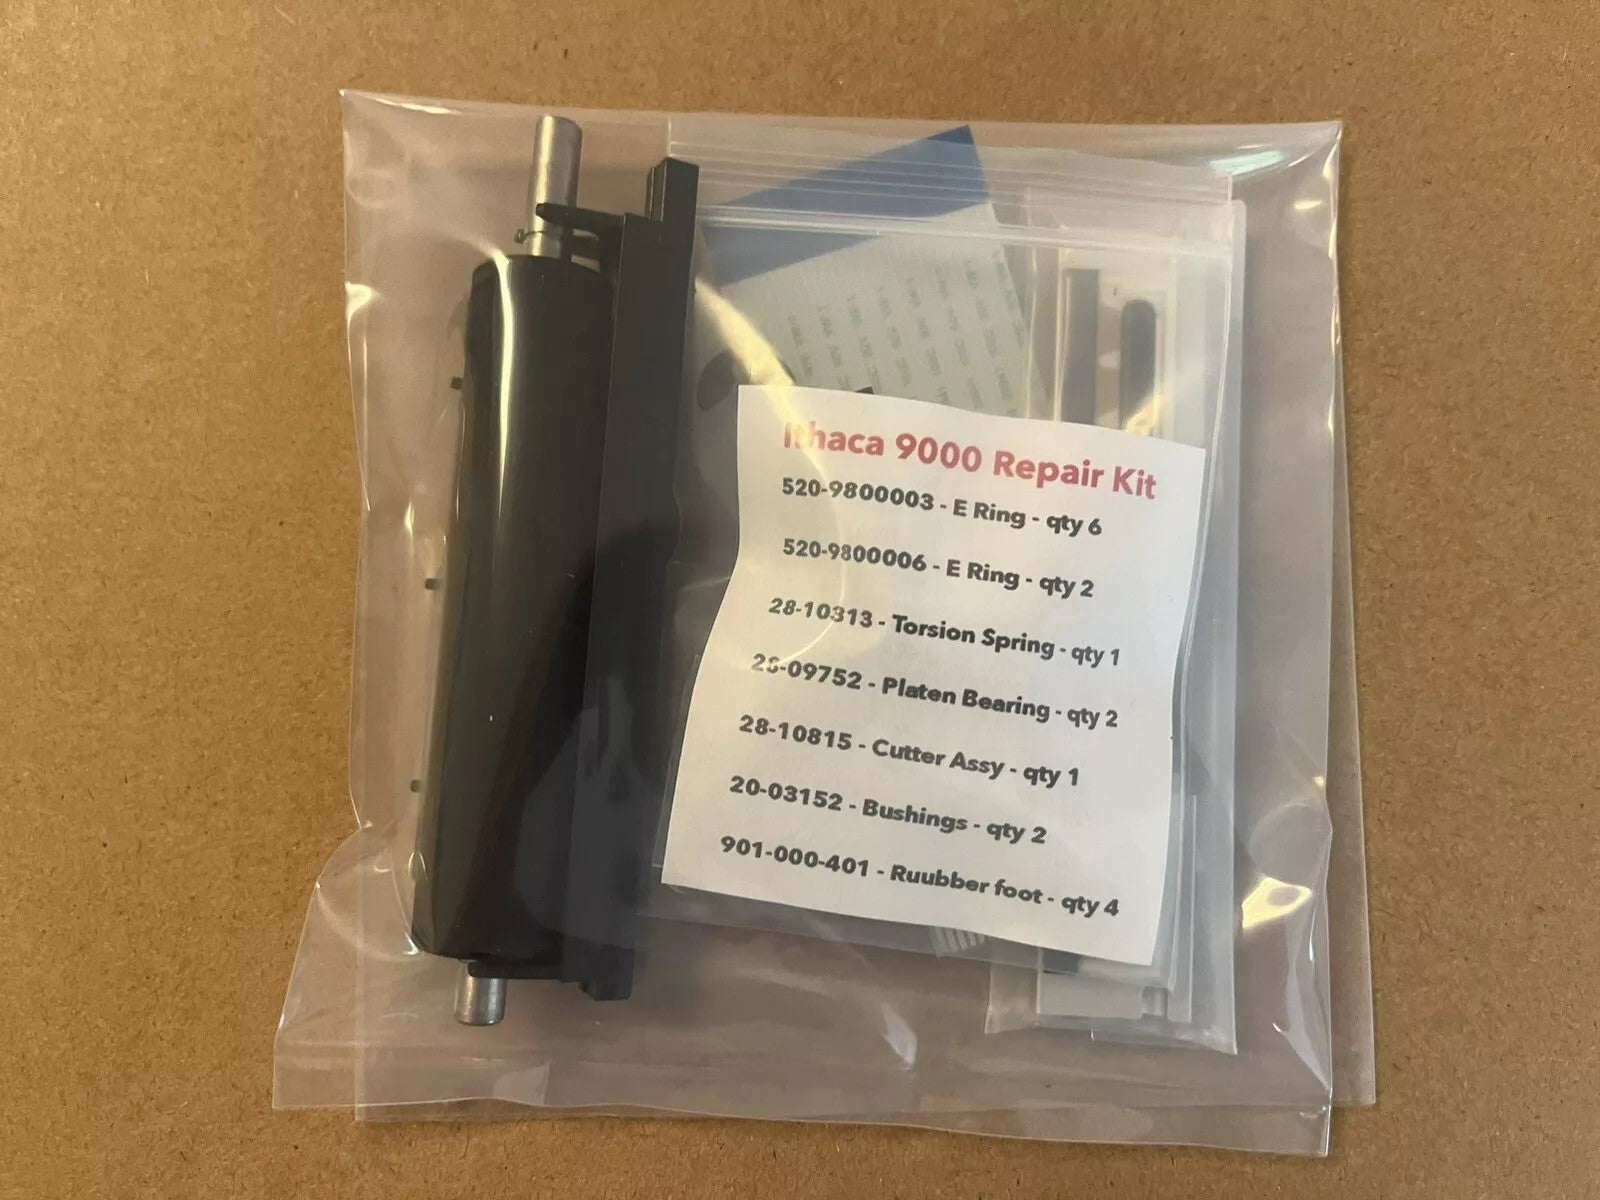 Ithaca 9000 Repair Kit
520-9800003 - E Ring - qty 6
520-9800006 - E Ring - qty 2
28-10313 - Torsion Spring - qty 1
28-09752 - Platen Bearing - qty 2
28-10815 - Cutter Assy - qty 1
20-03152 - Bushings - qty 2
901-000-401 - Ruubber foot - qty 4